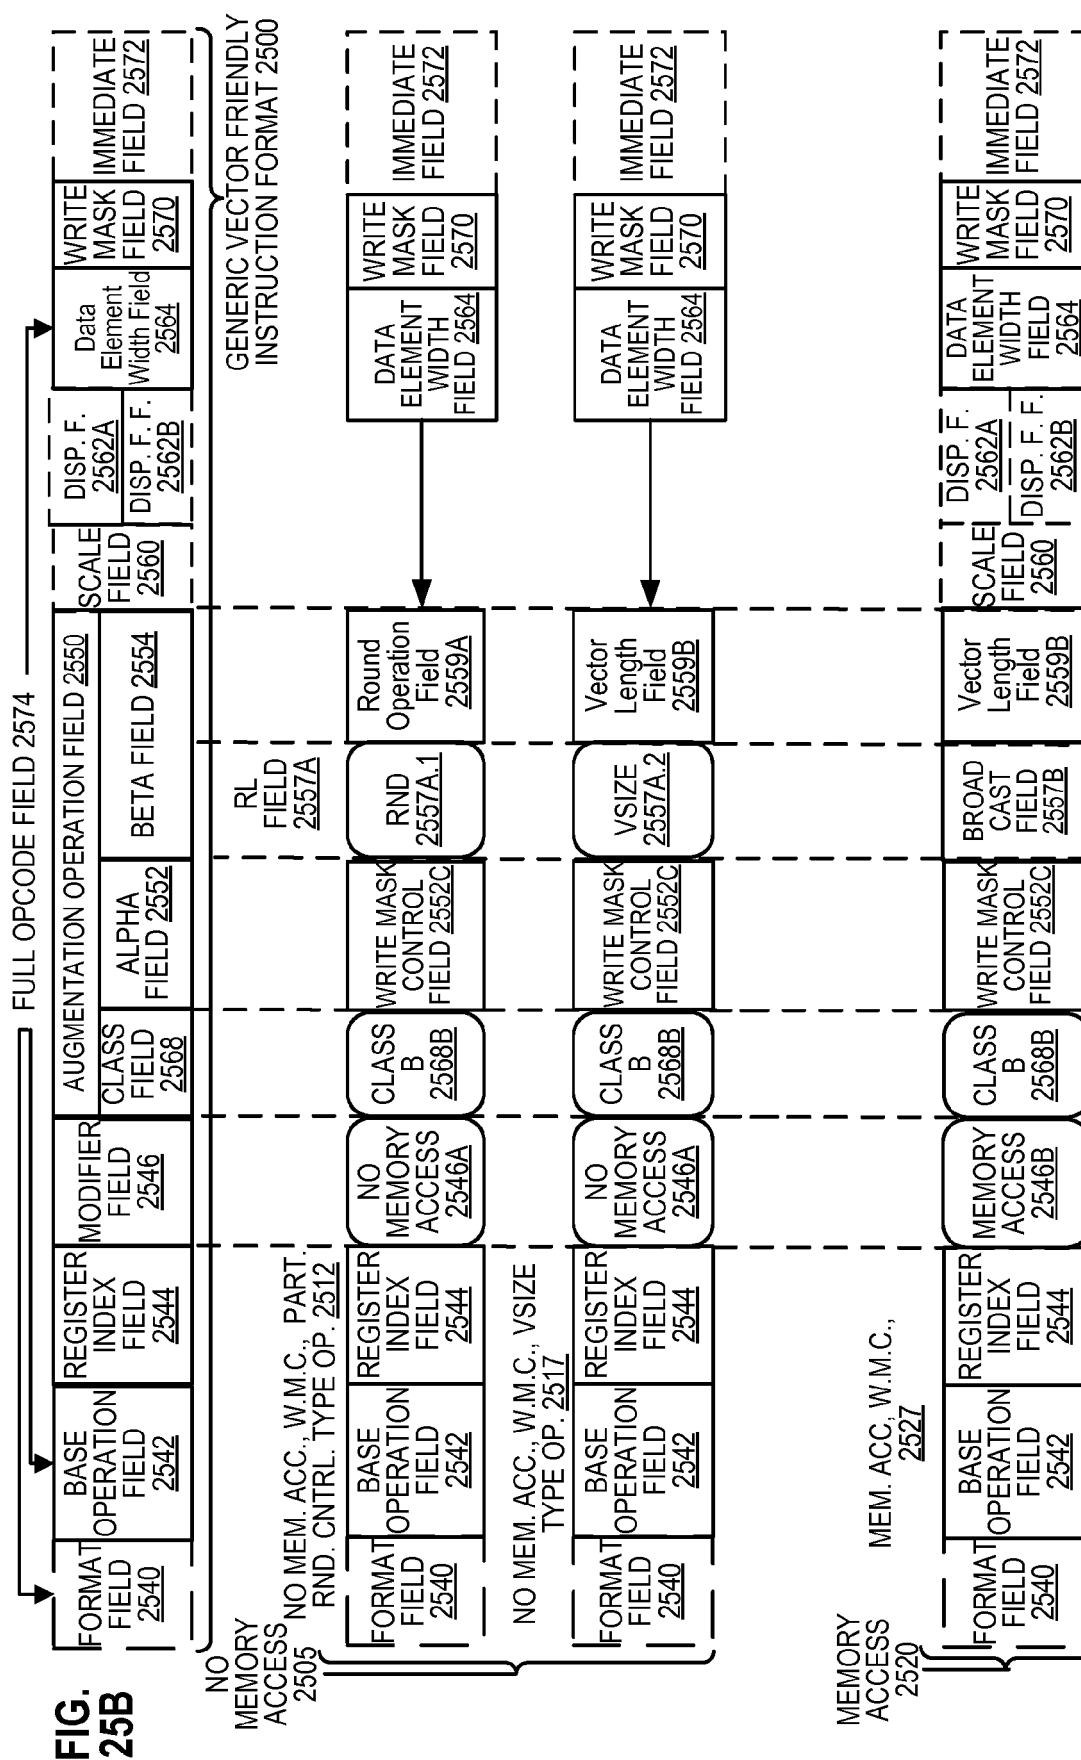 FIG.
25B
FULL OPCODE FIELD 2574
FORMAT
FIELD
2540
BASE
OPERATION
FIELD
2542
REGISTER
INDEX
FIELD
2544
MODIFIER
FIELD
2546
AUGMENTATION OPERATION FIELD 2550
CLASS
FIELD
2568
ALPHA
FIELD 2552
BETA FIELD 2554
SCALE
FIELD
2560
DISP. F.
2562A
DISP. F. F.
2562B
Data
Element
Width Field
2564
WRITE
MASK
FIELD
2570
IMMEDIATE
FIELD 2572
GENERIC VECTOR FRIENDLY
INSTRUCTION FORMAT 2500
NO
MEMORY
ACCESS
2505
NO MEM. ACC., W.M.C., PART.
RND. CNTRL. TYPE OP. 2512
RL
FIELD
2557A
FORMAT
FIELD
2540
BASE
OPERATION
FIELD
2542
REGISTER
INDEX
FIELD
2544
NO
MEMORY
ACCESS
2546A
CLASS
B
2568B
WRITE MASK
CONTROL
FIELD 2552C
RND
2557A.1
Round
Operation
Field
2559A
DATA
ELEMENT
WIDTH
FIELD 2564
WRITE
MASK
FIELD
2570
IMMEDIATE
FIELD 2572
NO MEM. ACC., W.M.C., VSIZE
TYPE OP. 2517
FORMAT
FIELD
2540
BASE
OPERATION
FIELD
2542
REGISTER
INDEX
FIELD
2544
NO
MEMORY
ACCESS
2546A
CLASS
B
2568B
WRITE MASK
CONTROL
FIELD 2552C
VSIZE
2557A.2
Vector
Length
Field
2559B
DATA
ELEMENT
WIDTH
FIELD 2564
WRITE
MASK
FIELD
2570
IMMEDIATE
FIELD 2572
MEMORY
ACCESS
2520
MEM. ACC, W.M.C.,
2527
FORMAT
FIELD
2540
BASE
OPERATION
FIELD
2542
REGISTER
INDEX
FIELD
2544
MEMORY
ACCESS
2546B
CLASS
B
2568B
WRITE MASK
CONTROL
FIELD 2552C
BROAD
CAST
FIELD
2557B
Vector
Length
Field
2559B
SCALE
FIELD
2560
DISP. F.
2562A
DISP. F. F.
2562B
DATA
ELEMENT
WIDTH
FIELD
2564
WRITE
MASK
FIELD
2570
IMMEDIATE
FIELD 2572